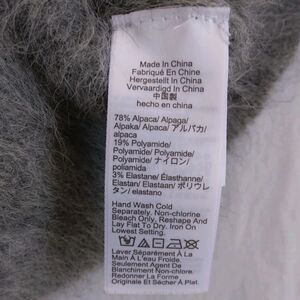 Made In China
Fabriqué En Chine
Hergestellt In China
Vervaardigd In China
中国製
hecho en china
78% Alpaca/ Alpaga/
Alpaka/ Alpaca/ アルパカ/
alpaca
19% Polyamide/
Polyamide/ Polyamid/
Polyamide/ ナイロン/
poliamida
3% Elastane/ Élasthanne/
Elastan/ Elastaan/ ポリウレ
タン/ elastano
Hand Wash Cold
Separately. Non-chlorine
Bleach Only. Reshape And
Lay Flat To Dry. Iron On
Lowest Setting.
Laver Séparément À La
Main À L'eau Froide.
Seulement Agent De
Blanchiment Non-chlore.
Redonner La Forme